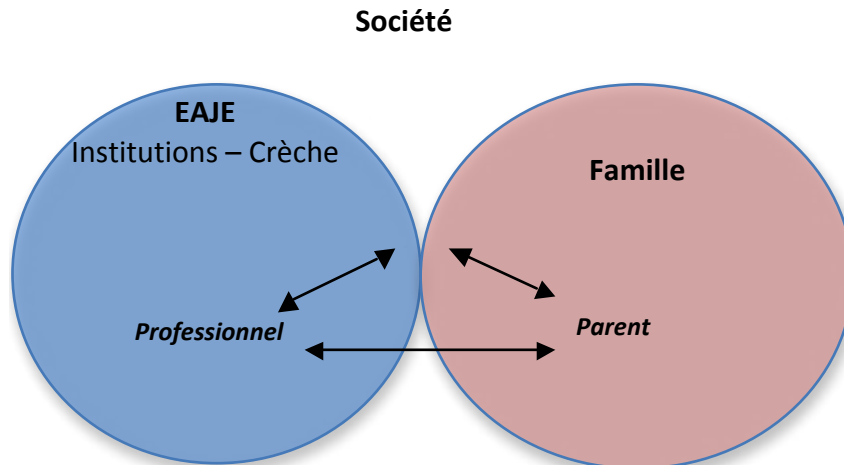 Société
EAJE
Institutions – Crèche
Famille
Professionnel
Parent